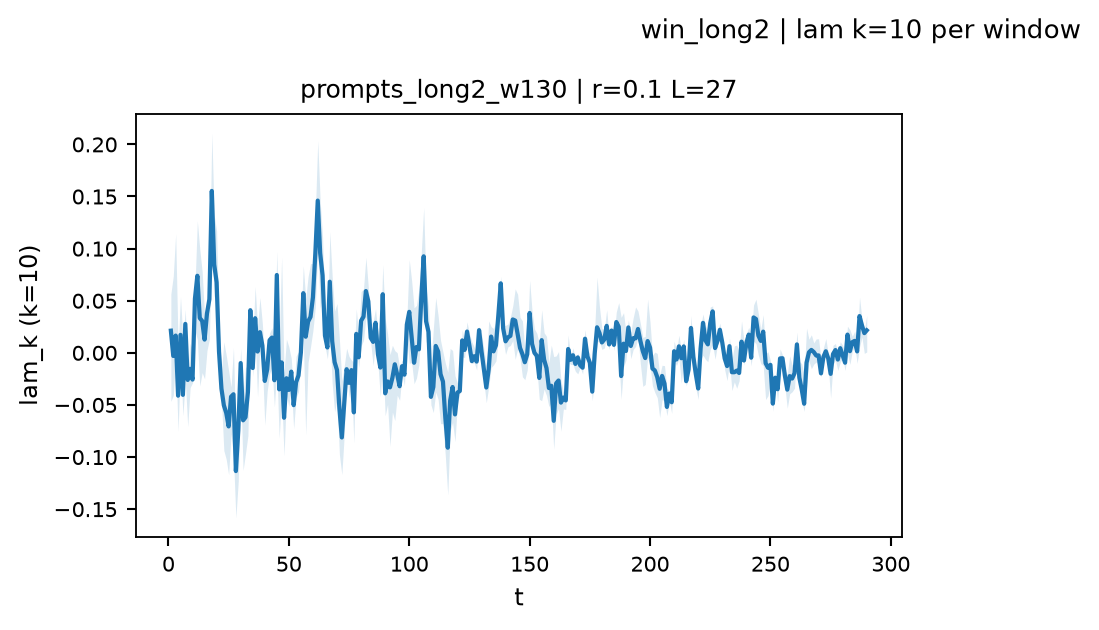 win_long2 | lam k=10 per window
prompts_long2_w130 | r=0.1 L=27
lam_k (k=10)
0.20
0.15
0.10
0.05
0.00
−0.05
−0.10
−0.15
0 50 100 150 200 250 300
t